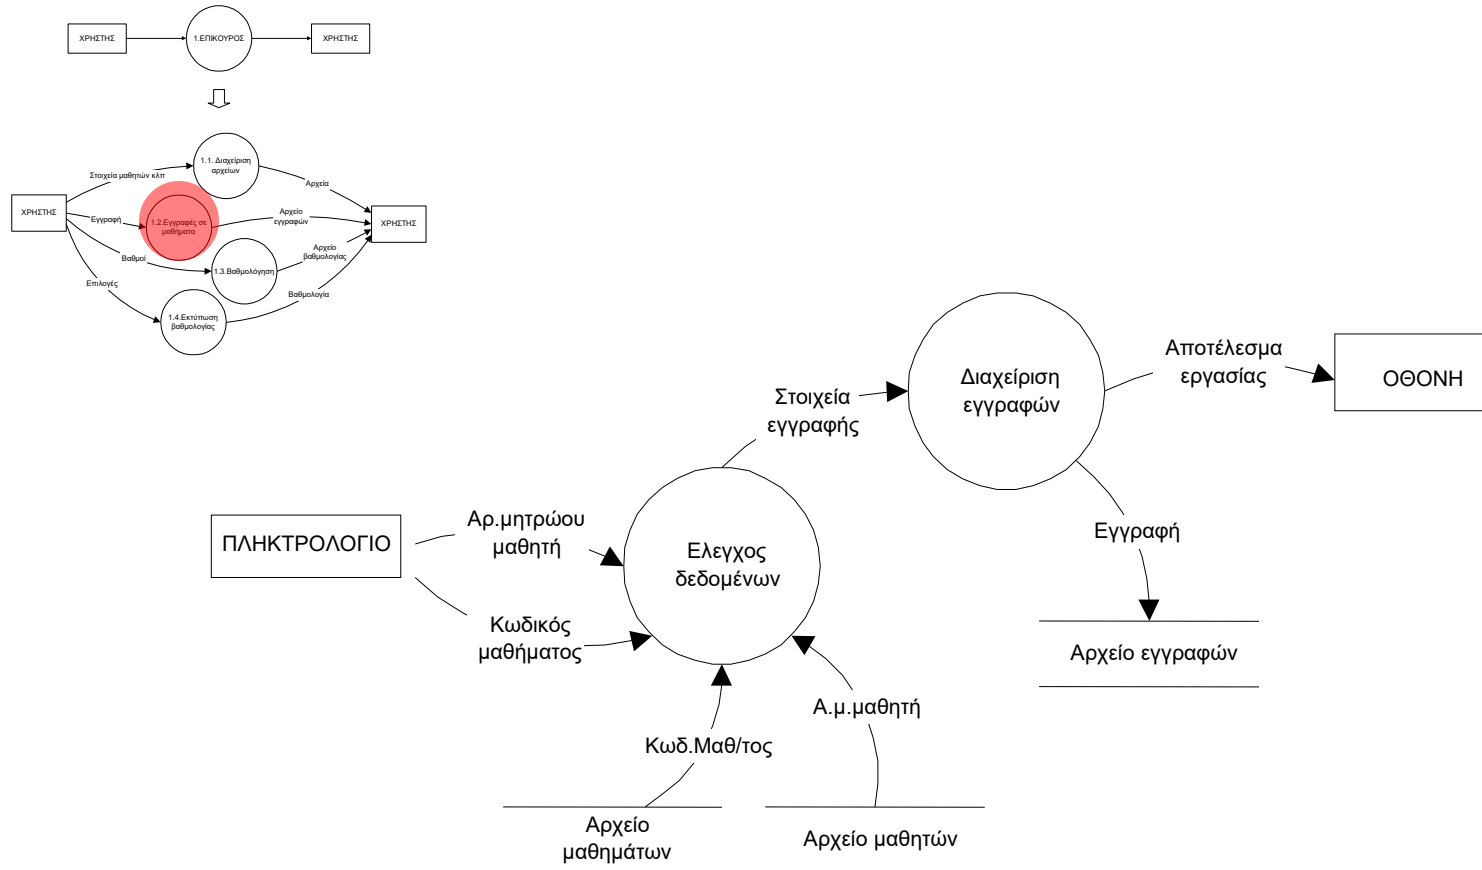 ΧΡΗΣΤΗΣ
1.ΕΠΙΚΟΥΡΟΣ
ΧΡΗΣΤΗΣ
1.1. Διαχείριση
αρχείων
Στοιχεία μαθητών κλπ
Αρχεία
ΧΡΗΣΤΗΣ
Εγγραφή
1.2.Εγγραφές σε
μαθήματα
Αρχείο
εγγραφών
ΧΡΗΣΤΗΣ
Βαθμοί
1.3.Βαθμολόγηση
Αρχείο
βαθμολογίας
Επιλογές
1.4.Εκτύπωση
βαθμολογίας
Βαθμολογία
Διαχείριση
εγγραφών
Αποτέλεσμα
εργασίας
ΟΘΟΝΗ
Στοιχεία
εγγραφής
ΠΛΗΚΤΡΟΛΟΓΙΟ
Αρ.μητρώου
μαθητή
Ελεγχος
δεδομένων
Εγγραφή
Κωδικός
μαθήματος
Αρχείο εγγραφών
Α.μ.μαθητή
Κωδ.Μαθ/τος
Αρχείο
μαθημάτων
Αρχείο μαθητών